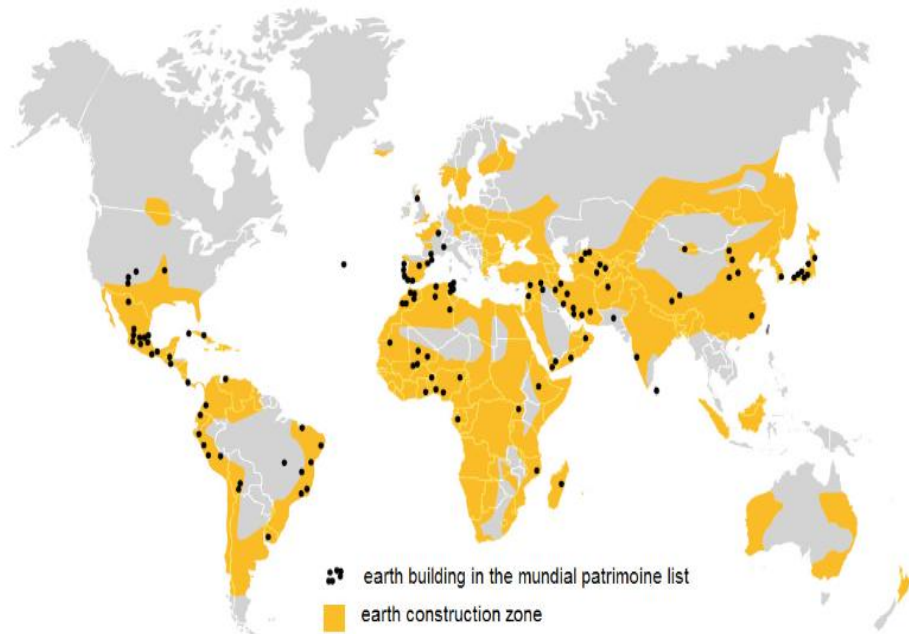 earth building in the mundial patrimoine list
earth construction zone